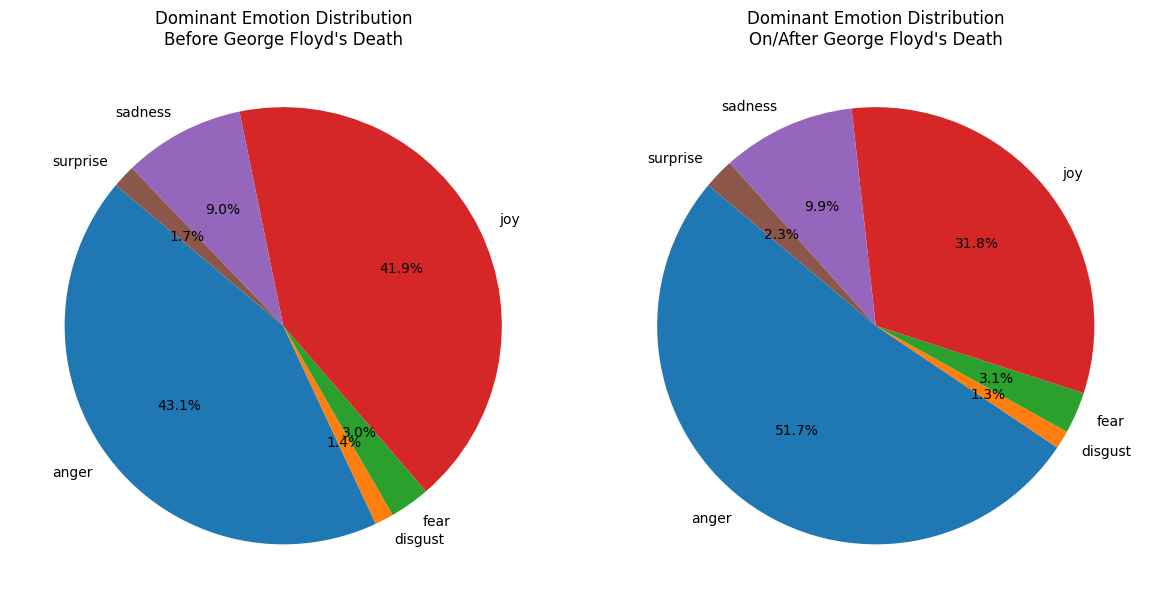 Dominant Emotion Distribution
Before George Floyd's Death
sadness
surprise
joy
anger
fear
disgust
9.0%
1.7%
41.9%
43.1%
3.0%
1.4%
Dominant Emotion Distribution
On/After George Floyd's Death
sadness
surprise
joy
anger
fear
disgust
9.9%
2.3%
31.8%
51.7%
3.1%
1.3%